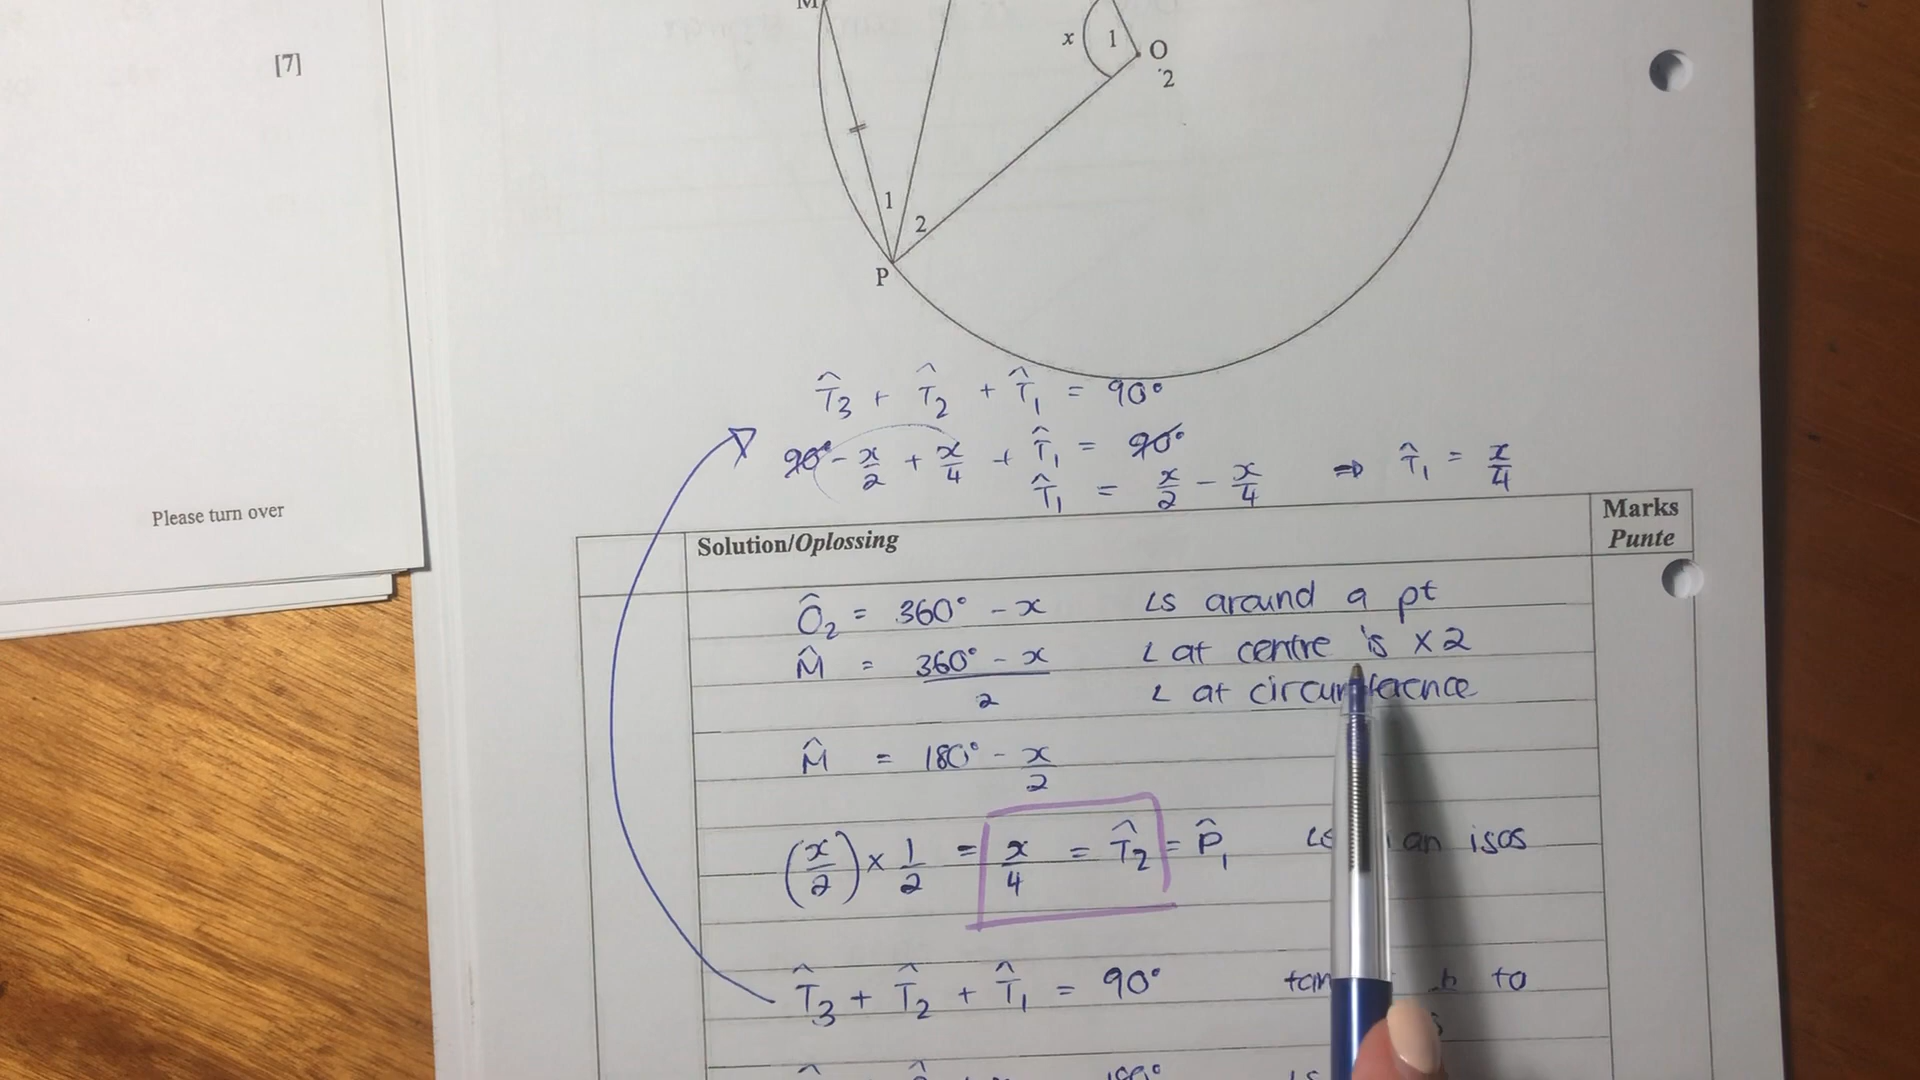 [7]
Please turn over
M
x 1 O
2
1
2
P
T̂₃ + T̂₂ + T̂₁ = 90°
90° - x/2 + x/4 + T̂₁ = 90°
T̂₁ = x/2 - x/4 ⇒ T̂₁ = x/4
Solution/Oplossing
Marks
Punte
Ô₂ = 360° - x ∠s around a pt
M̂ = (360° - x)/2 ∠ at centre is x2
∠ at circumference
M̂ = 180° - x/2
(x/2) × 1/2 = x/4 = T̂₂ = P̂₁ ∠s an isos
T̂₃ + T̂₂ + T̂₁ = 90° to